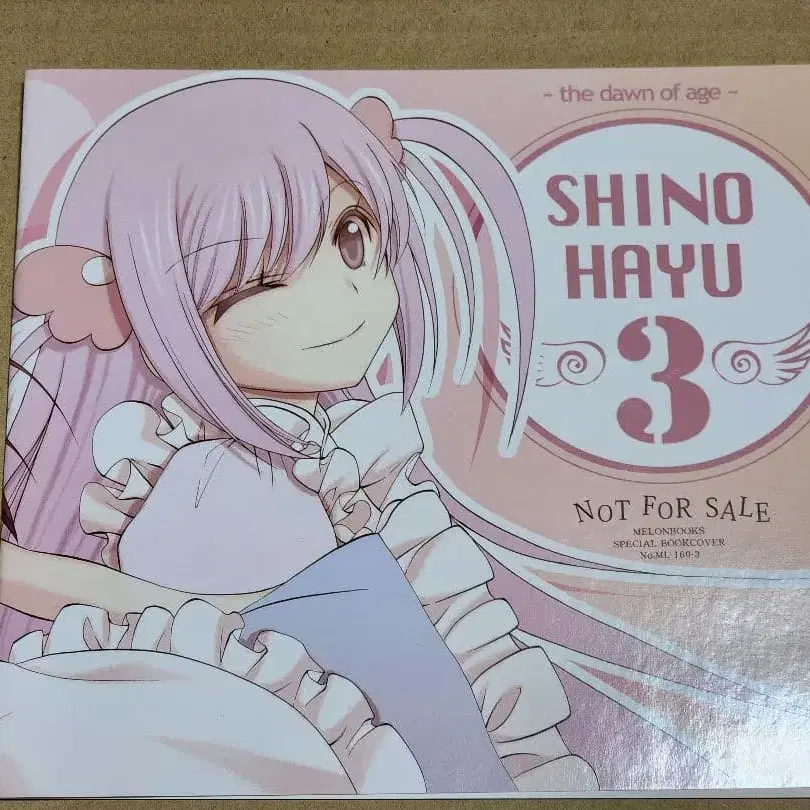 ~ the dawn of age ~
SHINO
HAYU
3
NOT FOR SALE
MELONBOOKS
SPECIAL BOOKCOVER
No.ML 160-3